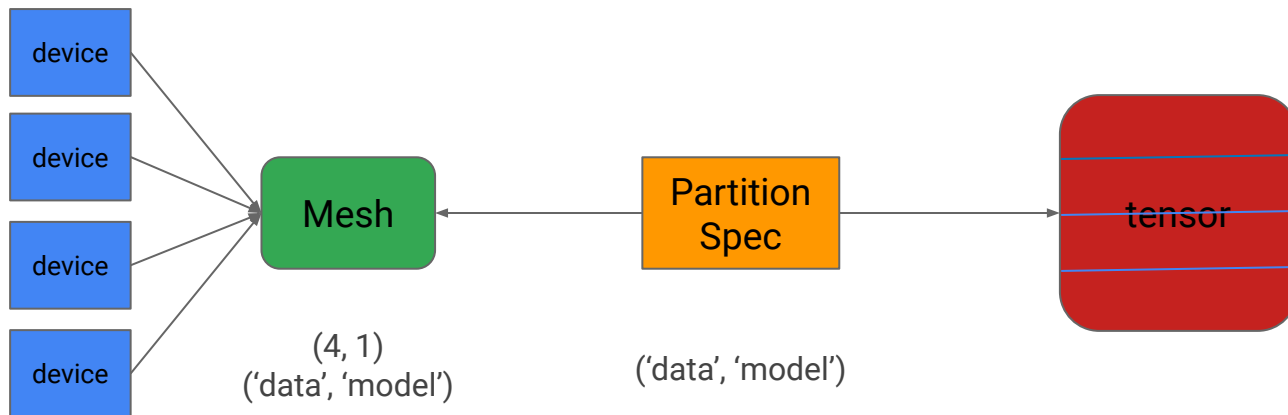 device
device
device
device
Mesh
(4, 1)
(‘data’, ‘model’)
Partition
Spec
(‘data’, ‘model’)
tensor